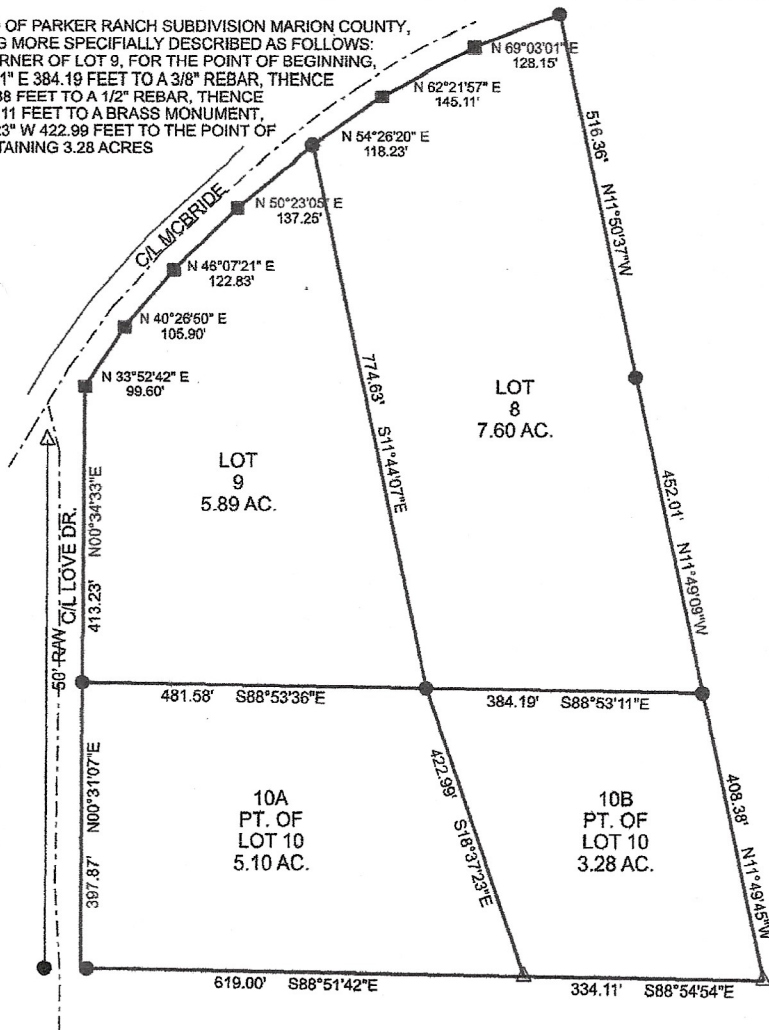 OF PARKER RANCH SUBDIVISION MARION COUNTY,
G MORE SPECIFIALLY DESCRIBED AS FOLLOWS:
ORNER OF LOT 9, FOR THE POINT OF BEGINNING,
1" E 384.19 FEET TO A 3/8" REBAR, THENCE
38 FEET TO A 1/2" REBAR, THENCE
11 FEET TO A BRASS MONUMENT,
23" W 422.99 FEET TO THE POINT OF
TAINING 3.28 ACRES
N 69°03'01" E
128.15'
N 62°21'57" E
145.11'
N 54°26'20" E
118.23'
N 50°23'05" E
137.25'
N 46°07'21" E
122.83'
N 40°26'50" E
105.90'
N 33°52'42" E
99.60'
C/L MCBRIDE
516.36' N11°50'37"W
774.63' S11°44'07"E
LOT
8
7.60 AC.
LOT
9
5.89 AC.
452.01' N11°49'09"W
413.23' N00°34'33"E
C/L LOVE DR.
50' R/W
481.58' S88°53'36"E
384.19' S88°53'11"E
397.87' N00°31'07"E
10A
PT. OF
LOT 10
5.10 AC.
422.99' S18°37'23"E
10B
PT. OF
LOT 10
3.28 AC.
408.38' N11°49'45"W
619.00' S88°51'42"E
334.11' S88°54'54"E